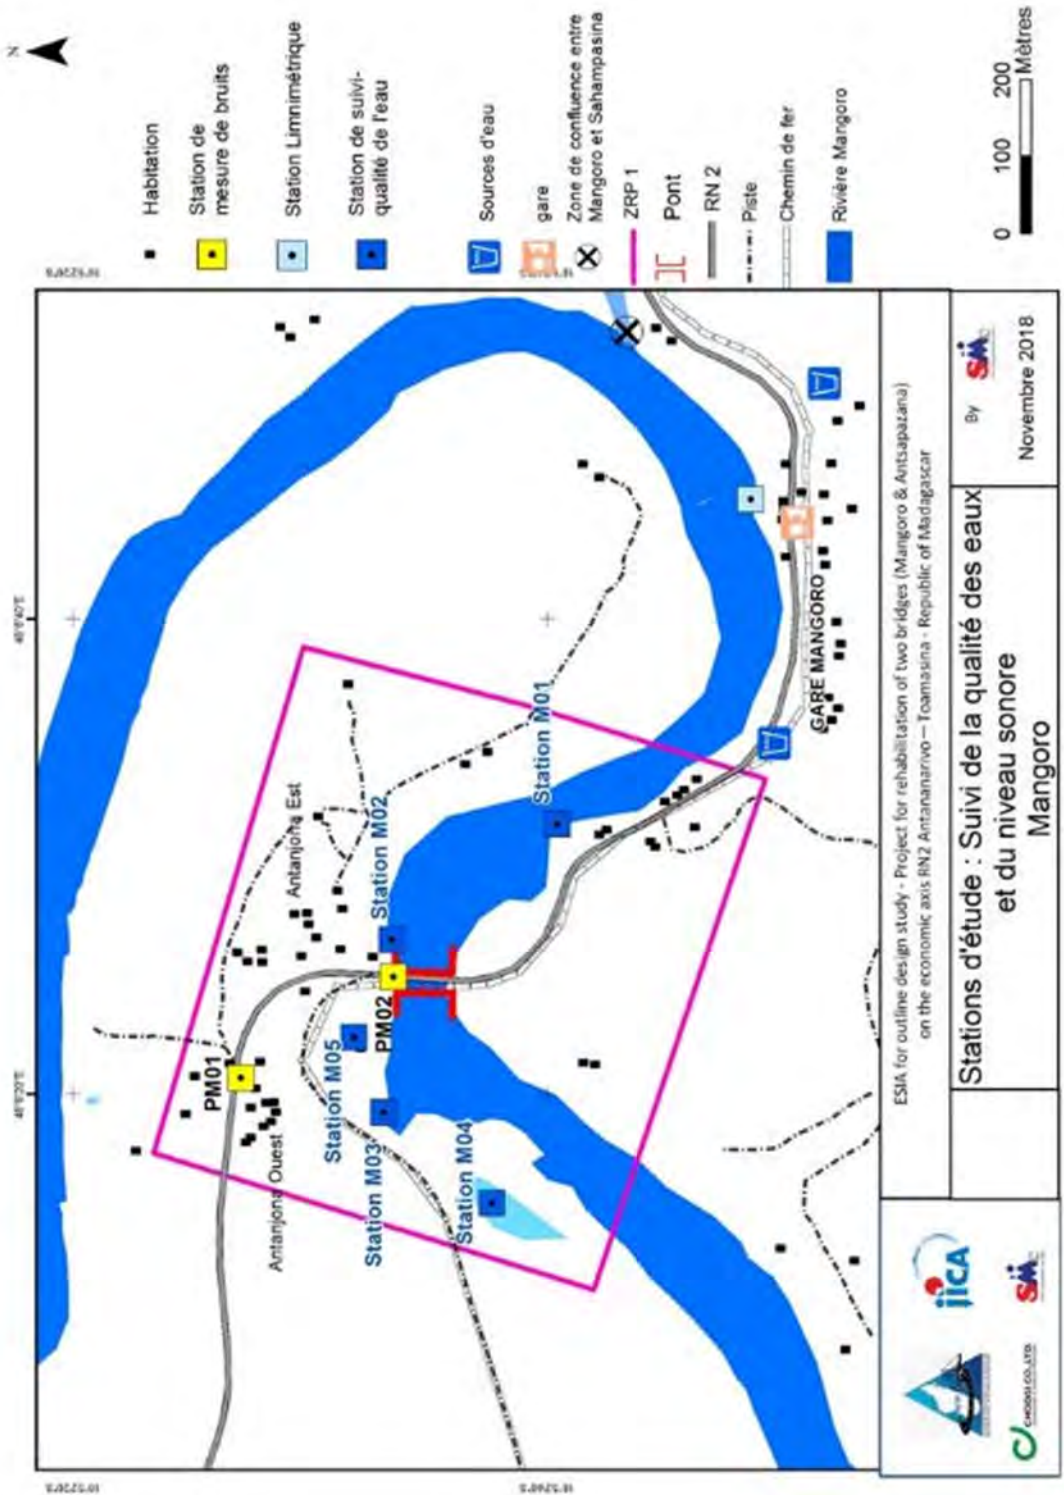 N
Habitation
Station de
mesure de bruits
Station Limnimétrique
Station de suivi-
qualité de l'eau
Sources d'eau
gare
Zone de confluence entre
Mangoro et Sahampasina
ZRP 1
Pont
RN 2
Piste
Chemin de fer
Rivière Mangoro
0 100 200
Mètres
PM01
Antanjona Ouest
Antanjona Est
Station M02
PM02
Station M05
Station M03
Station M04
Station M01
GARE MANGORO
ESIA for outline design study - Project for rehabilitation of two bridges (Mangoro & Antsapazana)
on the economic axis RN2 Antananarivo – Toamasina - Republic of Madagascar
Stations d'étude : Suivi de la qualité des eaux
et du niveau sonore
Mangoro
By
Novembre 2018
jICA
CHODAI CO., LTD.